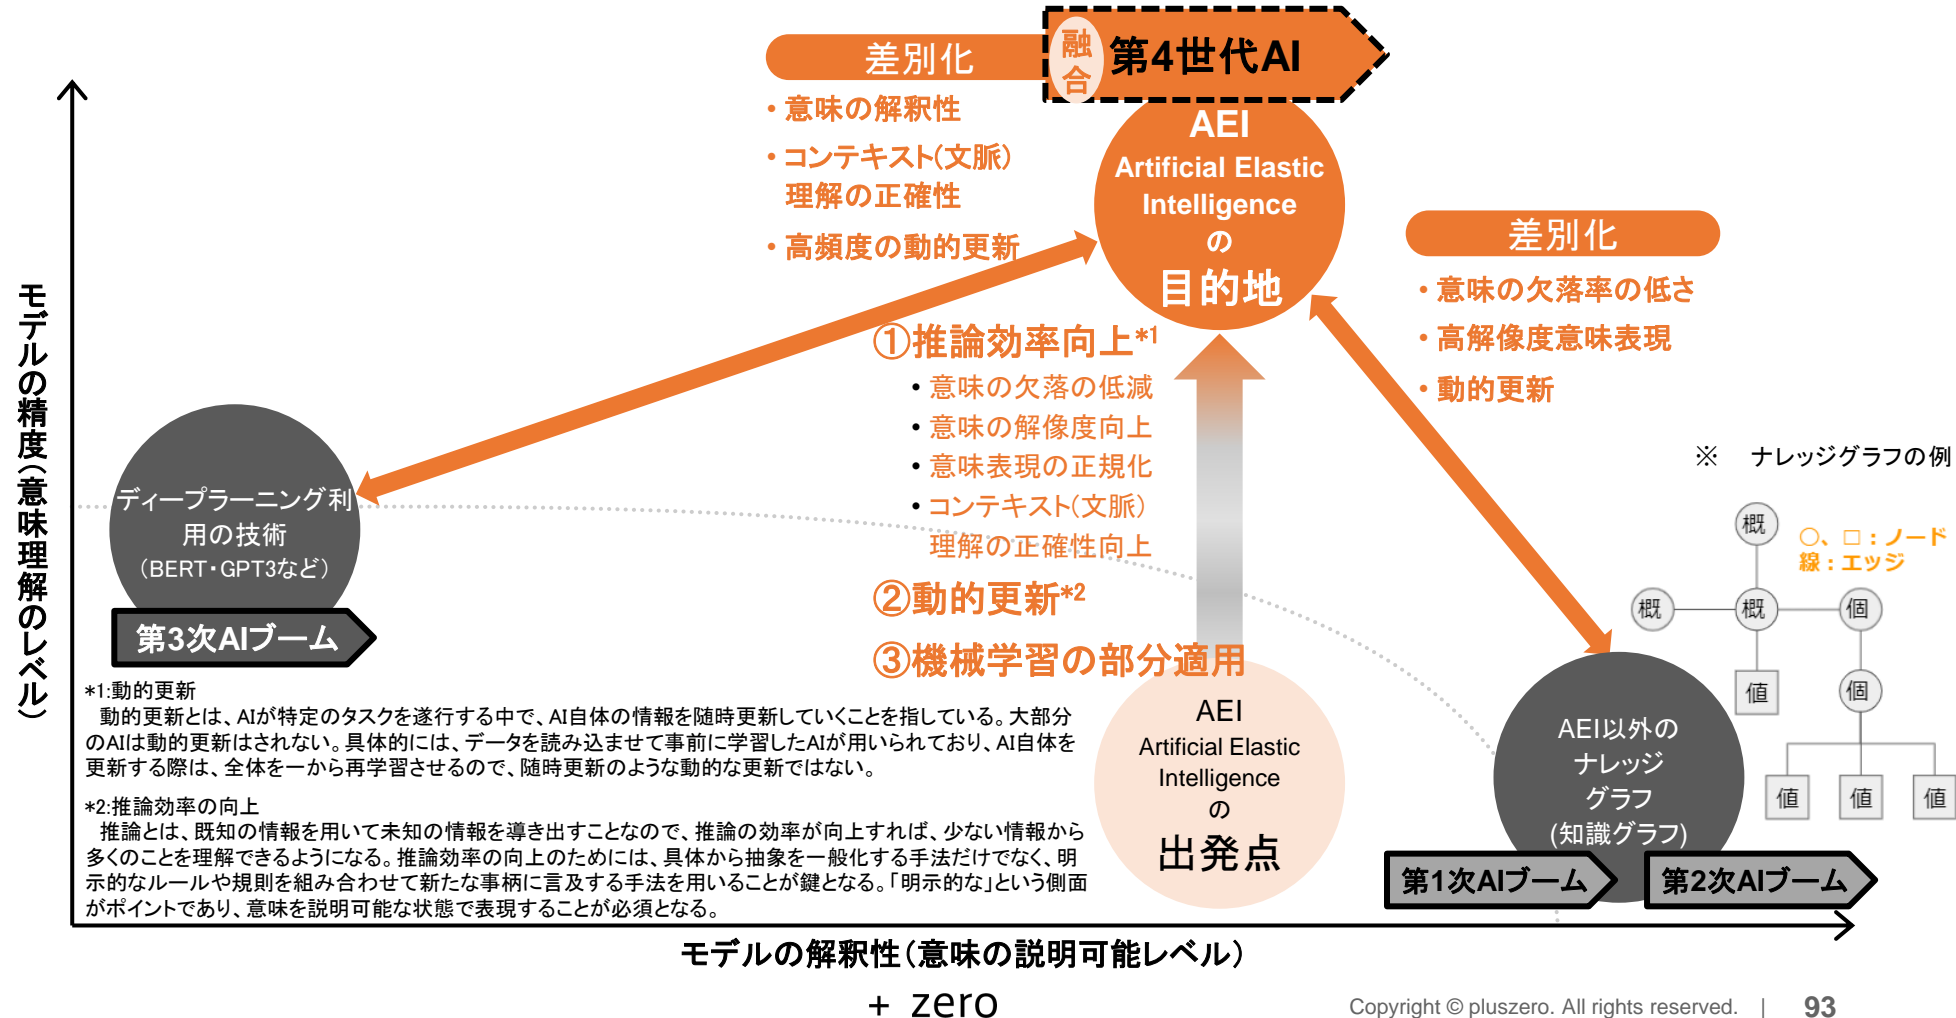 差別化
融
合
第4世代AI
・意味の解釈性
・コンテキスト(文脈)
理解の正確性
・高頻度の動的更新
AEI
Artificial Elastic
Intelligence
の
目的地
差別化
・意味の欠落率の低さ
・高解像度意味表現
・動的更新
①推論効率向上*1
・意味の欠落の低減
・意味の解像度向上
・意味表現の正規化
・コンテキスト(文脈)
理解の正確性向上
②動的更新*2
③機械学習の部分適用
モデルの精度(意味理解のレベル)
ディープラーニング利
用の技術
(BERT・GPT3など)
第3次AIブーム
※ ナレッジグラフの例
概
○、□:ノード
線:エッジ
概
概
個
値
個
値
値
値
*1:動的更新
動的更新とは、AIが特定のタスクを遂行する中で、AI自体の情報を随時更新していくことを指している。大部分
のAIは動的更新はされない。具体的には、データを読み込ませて事前に学習したAIが用いられており、AI自体を
更新する際は、全体を一から再学習させるので、随時更新のような動的な更新ではない。
*2:推論効率の向上
推論とは、既知の情報を用いて未知の情報を導き出すことなので、推論の効率が向上すれば、少ない情報から
多くのことを理解できるようになる。推論効率の向上のためには、具体から抽象を一般化する手法だけでなく、明
示的なルールや規則を組み合わせて新たな事柄に言及する手法を用いることが鍵となる。「明示的な」という側面
がポイントであり、意味を説明可能な状態で表現することが必須となる。
AEI
Artificial Elastic
Intelligence
の
出発点
AEI以外の
ナレッジ
グラフ
(知識グラフ)
第1次AIブーム
第2次AIブーム
モデルの解釈性(意味の説明可能レベル)
+ zero
Copyright © pluszero. All rights reserved. | 93